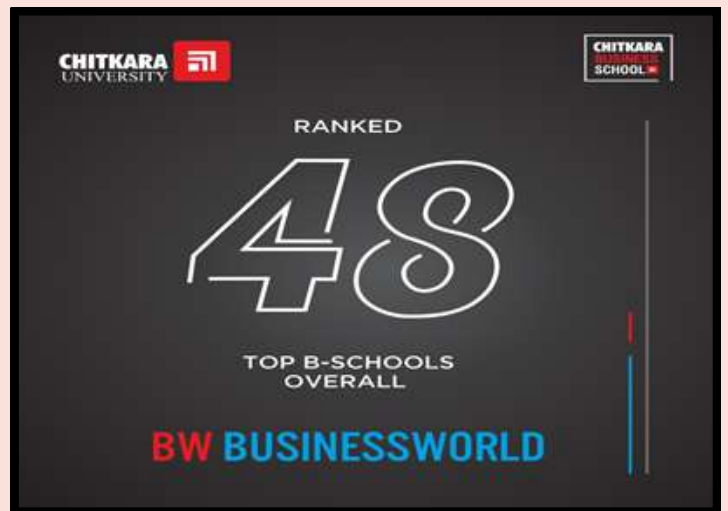 CHITKARA
UNIVERSITY
CHITKARA
BUSINESS
SCHOOL
RANKED
48
TOP B-SCHOOLS
OVERALL
BW BUSINESSWORLD